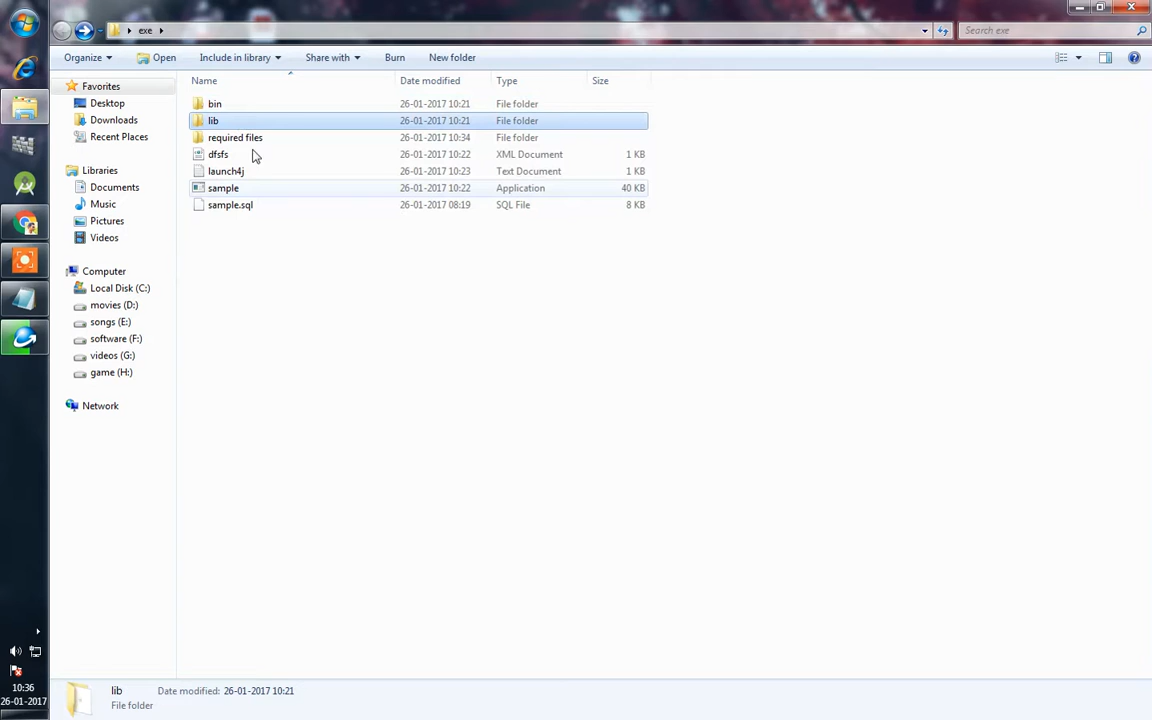 exe
Search exe
Organize Open Include in library Share with Burn New folder
Favorites
Desktop
Downloads
Recent Places
Libraries
Documents
Music
Pictures
Videos
Computer
Local Disk (C:)
movies (D:)
songs (E:)
software (F:)
videos (G:)
game (H:)
Network
Name Date modified Type Size
bin 26-01-2017 10:21 File folder
lib 26-01-2017 10:21 File folder
required files 26-01-2017 10:34 File folder
dfsfs 26-01-2017 10:22 XML Document 1 KB
launch4j 26-01-2017 10:23 Text Document 1 KB
sample 26-01-2017 10:22 Application 40 KB
sample.sql 26-01-2017 08:19 SQL File 8 KB
lib Date modified: 26-01-2017 10:21
File folder
10:36
26-01-2017